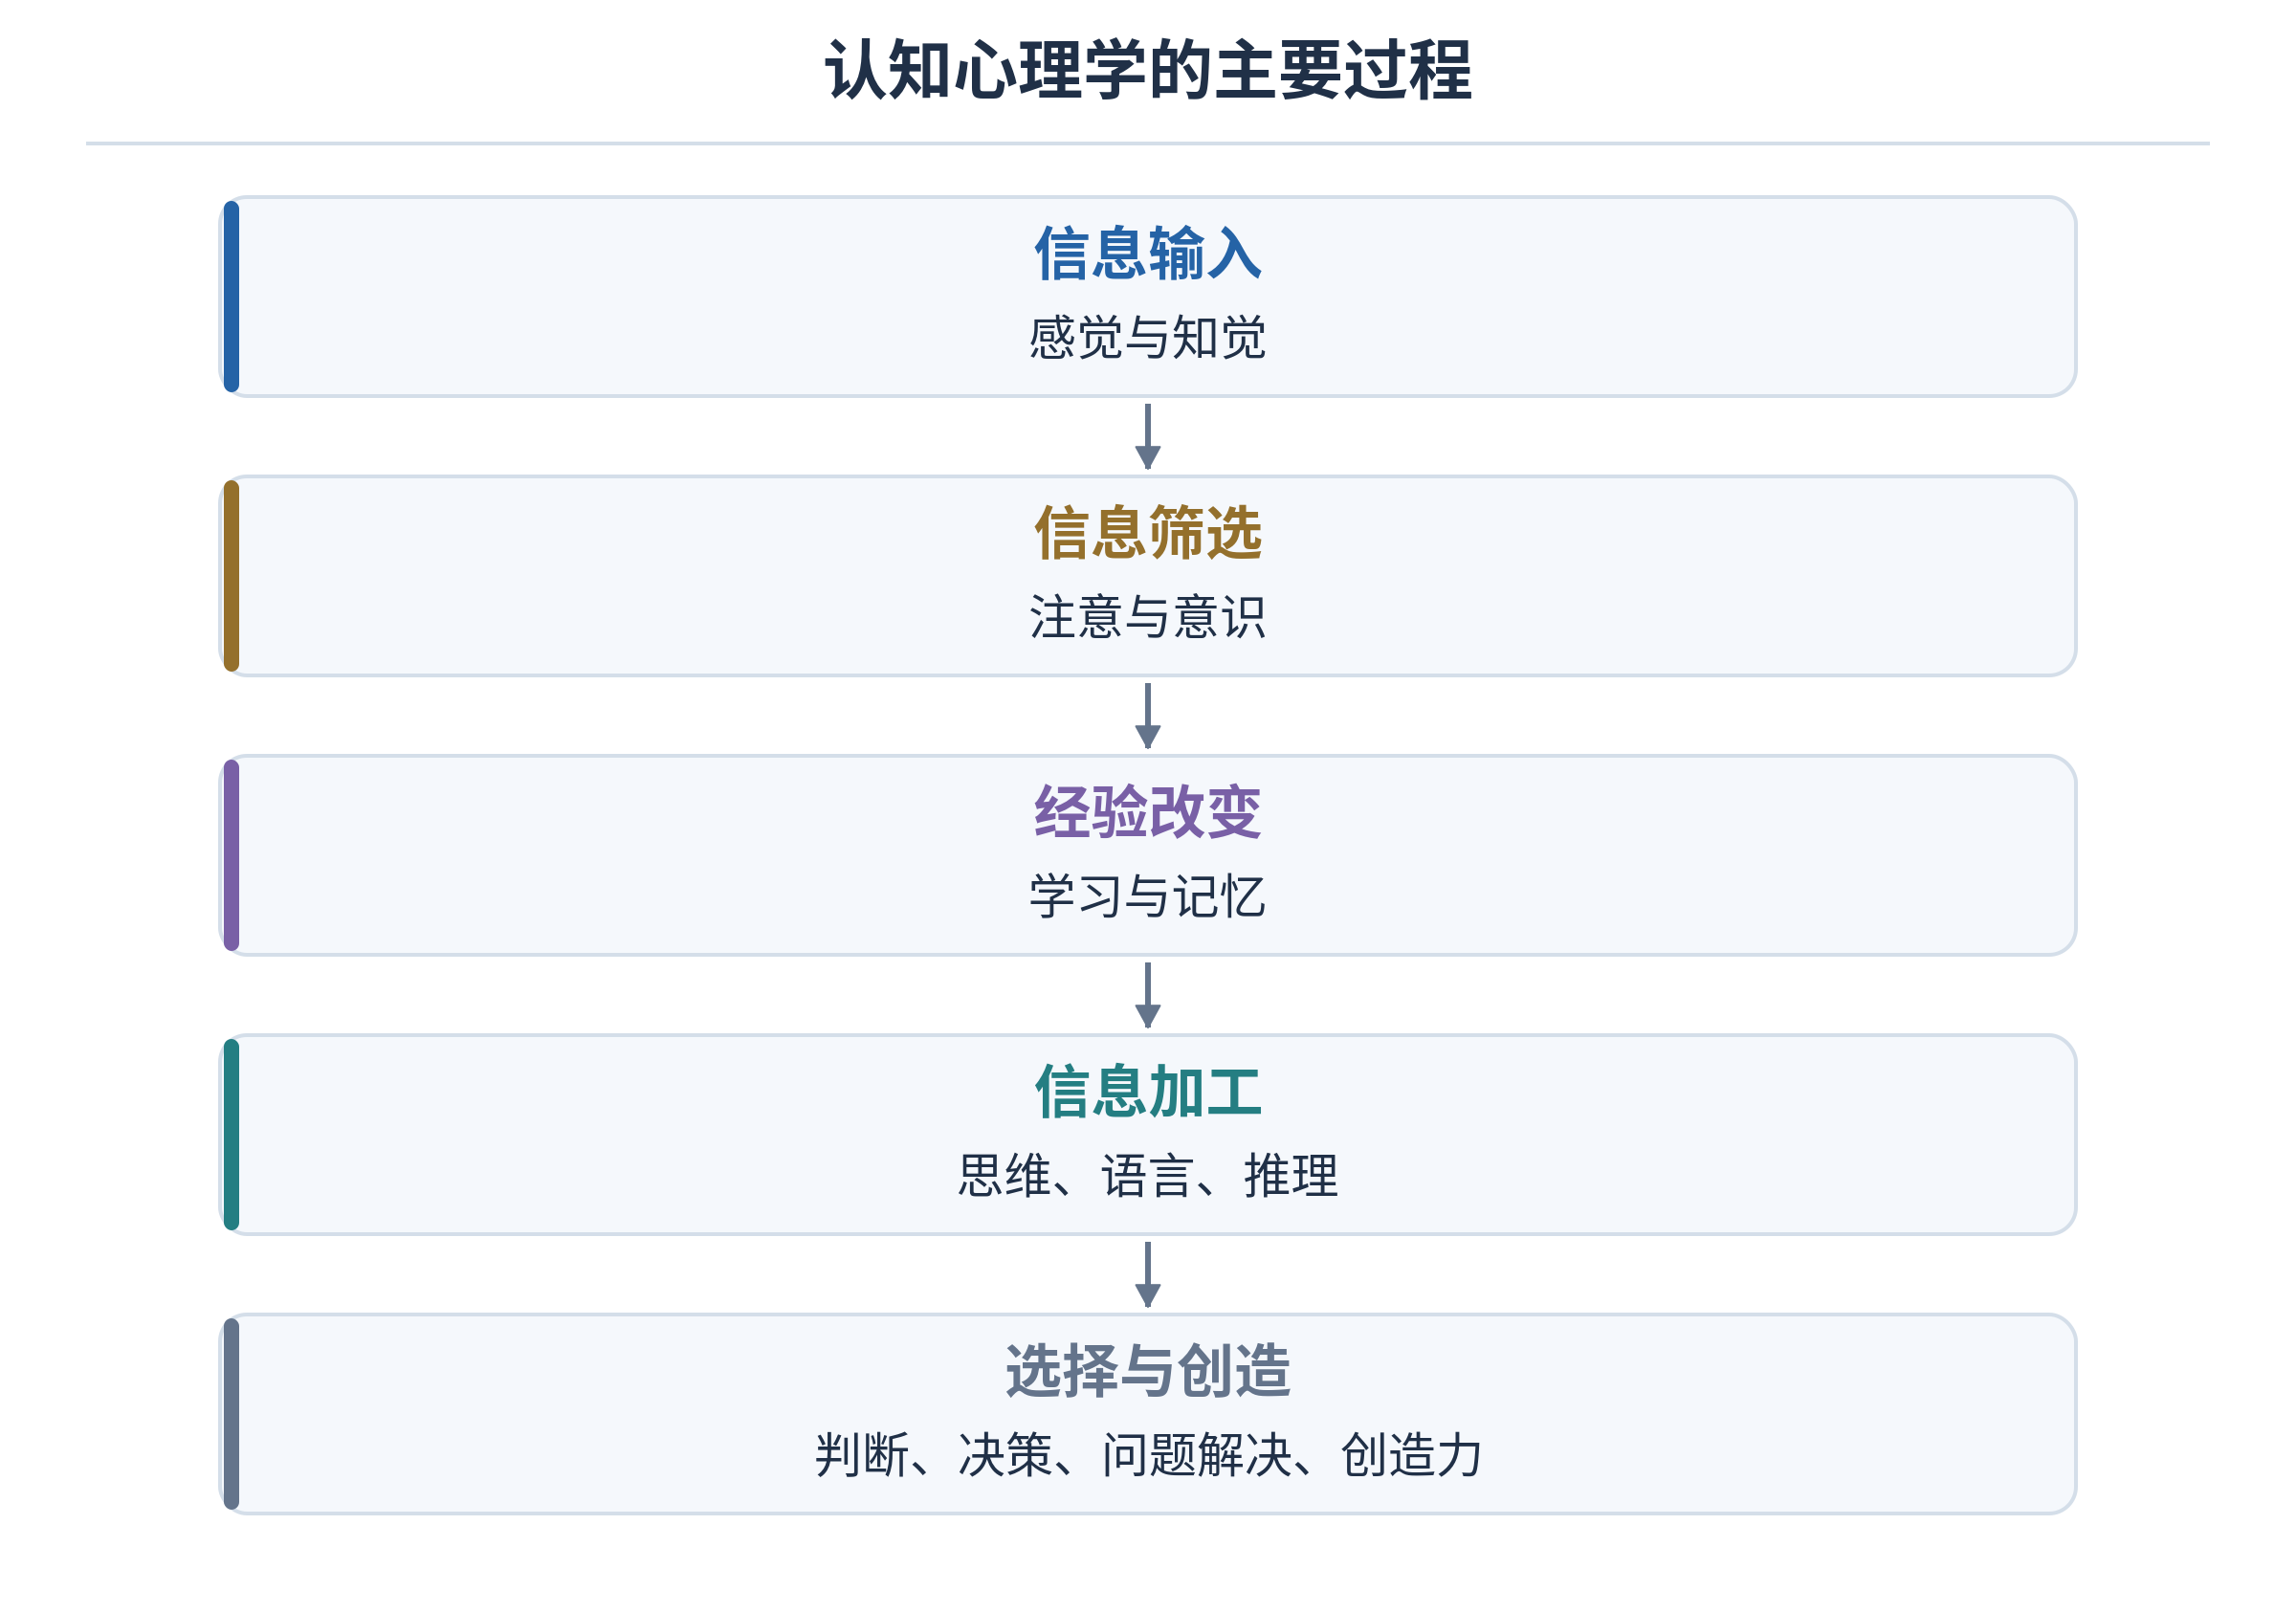 认知心理学的主要过程
信息输入
感觉与知觉
信息筛选
注意与意识
经验改变
学习与记忆
信息加工
思维、语言、推理
选择与创造
判断、决策、问题解决、创造力